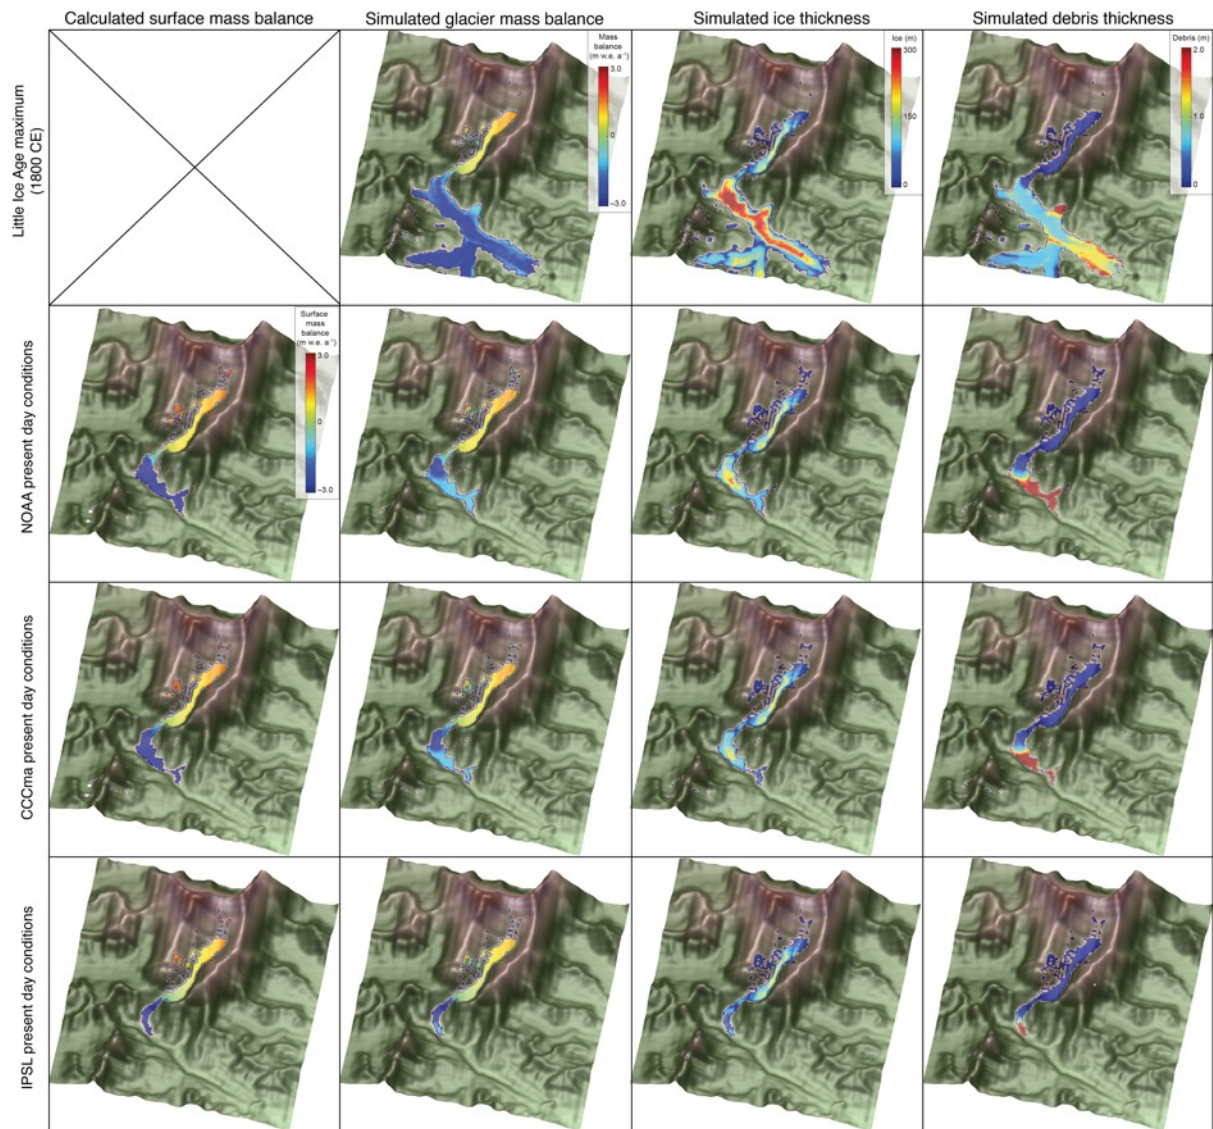 Calculated surface mass balance
Simulated glacier mass balance
Simulated ice thickness
Simulated debris thickness
Little Ice Age maximum
(1800 CE)
Mass
balance
(m w.e. a⁻¹)
3.0
0
−3.0
Ice (m)
300
150
0
Debris (m)
2.0
1.0
0
NOAA present day conditions
Surface
mass
balance
(m w.e. a⁻¹)
3.0
0
−3.0
CCCma present day conditions
IPSL present day conditions